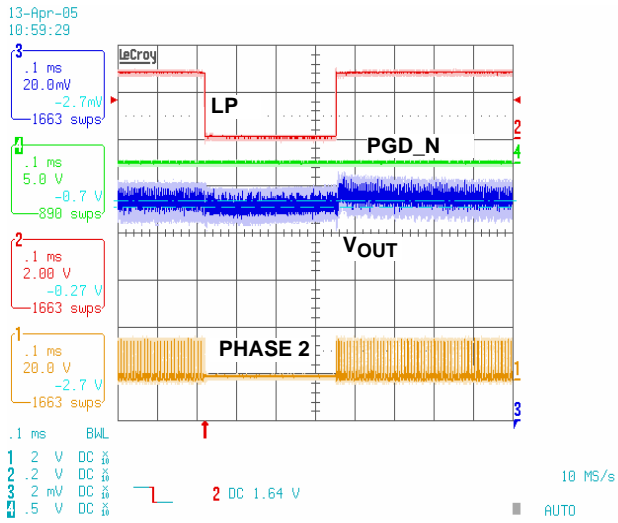 13-Apr-05
10:59:29
3
.1 ms
20.0mV
-2.7mV
1663 swps
4
.1 ms
5.0 V
-0.7 V
890 swps
2
.1 ms
2.00 V
-0.27 V
1663 swps
1
.1 ms
20.0 V
-2.7 V
1663 swps
LeCroy
LP
2
PGD_N
4
VOUT
PHASE 2
1
3
.1 ms BWL
1 2 V DC X10
2 .2 V DC X10
3 2 mV DC X10
4 .5 V DC X10
2 DC 1.64 V
10 MS/s
AUTO